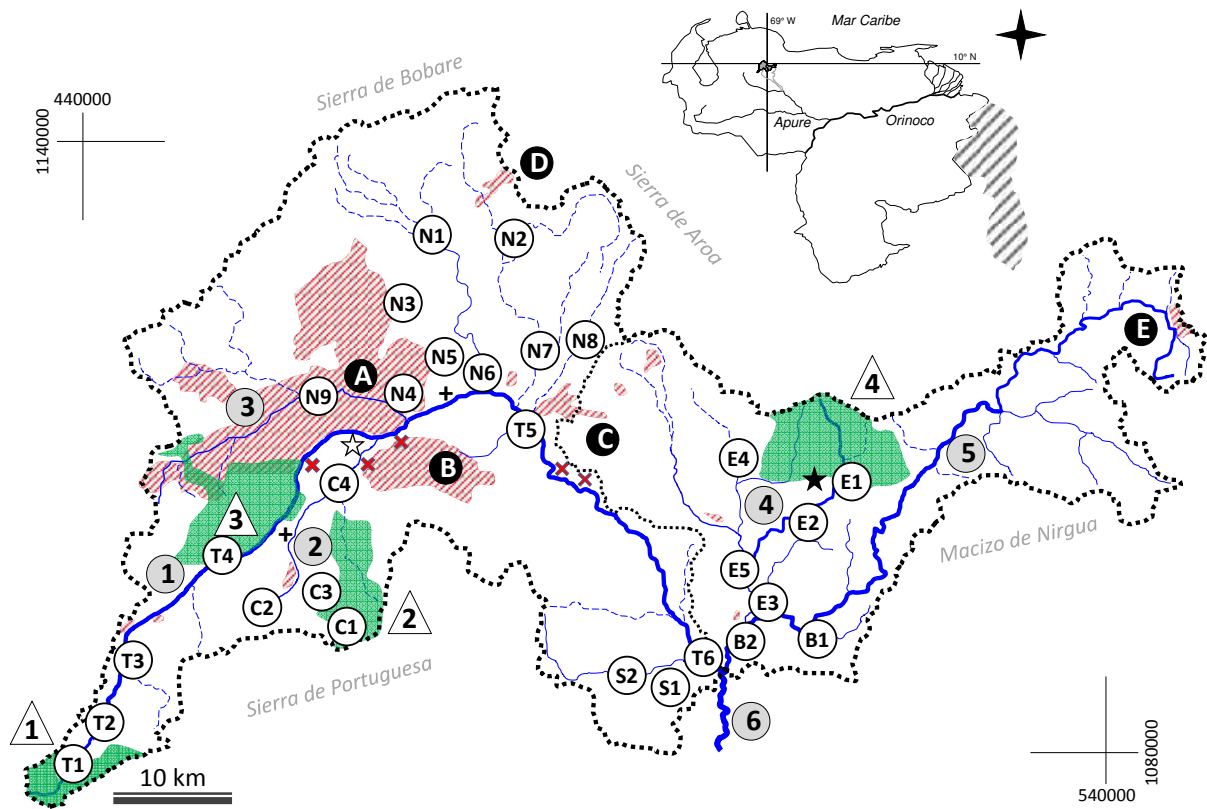 69° W
Mar Caribe
10° N
Apure
Orinoco
Sierra de Bobare
440000
1140000
D
Sierra de Aroa
N1
N2
N3
N8
N7
N5
N6
E
A
N4
4
N9
3
T5
C
5
E4
B
C4
E1
4
3
E2
Macizo de Nirgua
2
T4
1
E5
C3
C2
E3
2
C1
B2
B1
T3
T6
Sierra de Portuguesa
S2
S1
1
T2
6
T1
10 km
1080000
540000